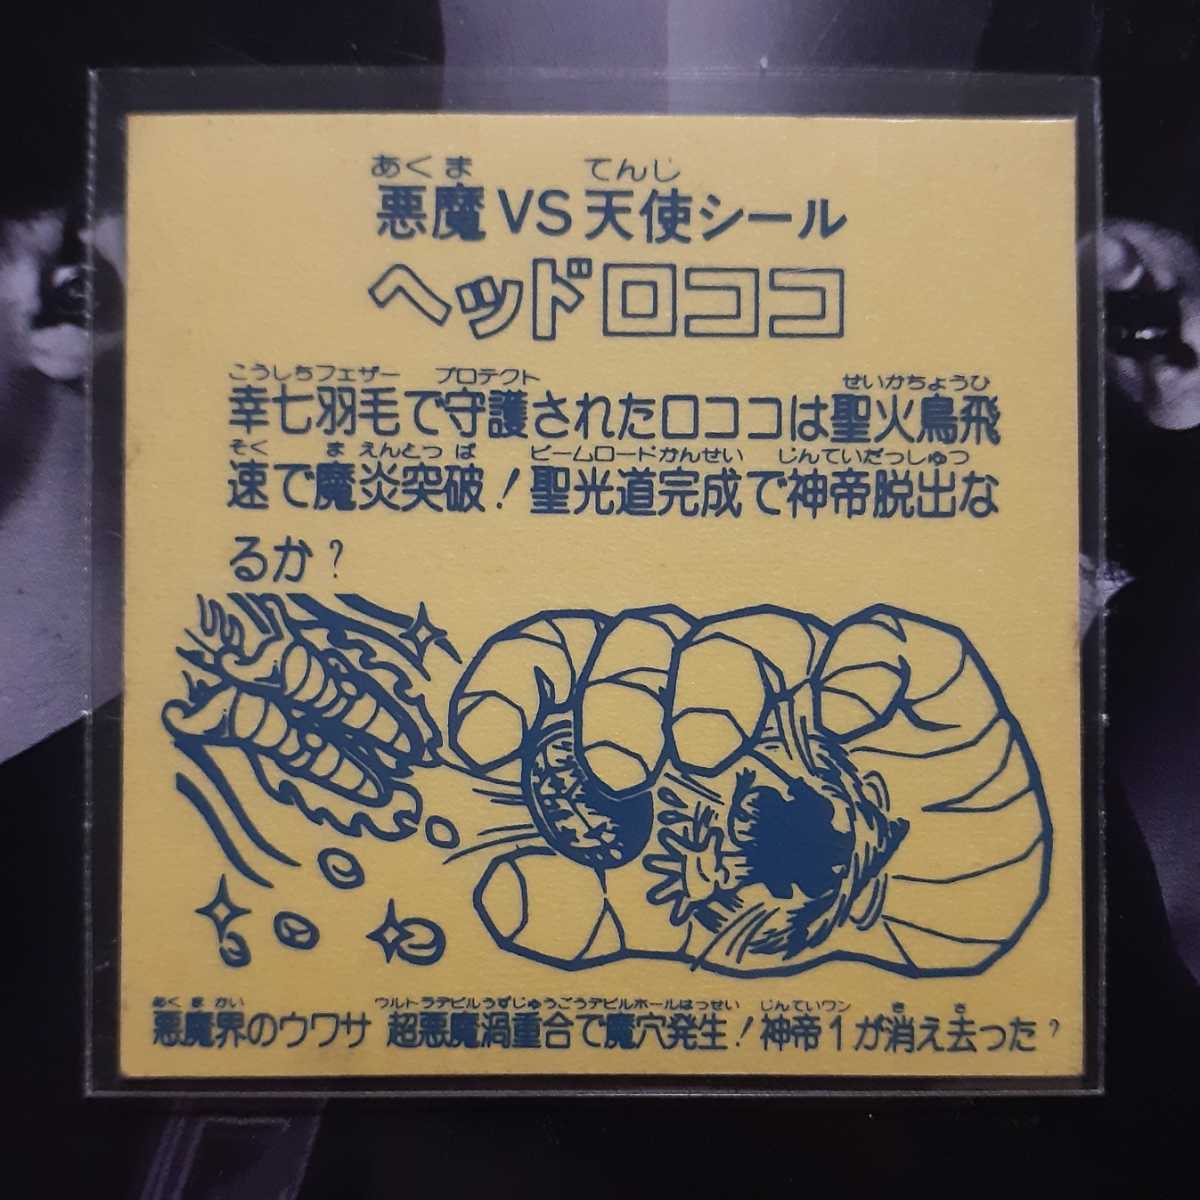 あくま てんし
悪魔VS天使シール
ヘッドロココ
こうしちフェザー プロテクト せいかちょうひ
幸七羽毛で守護されたロココは聖火鳥飛
そく まえんとっぱ ビームロードかんせい しんていだっしゅつ
速で魔炎突破！聖光道完成で神帝脱出な
るか？
あくまかい ウルトラデビルうずじゅうごうデビルホールはっせい しんていワン き さ
悪魔界のウワサ 超悪魔渦重合で魔穴発生！神帝1が消え去った？